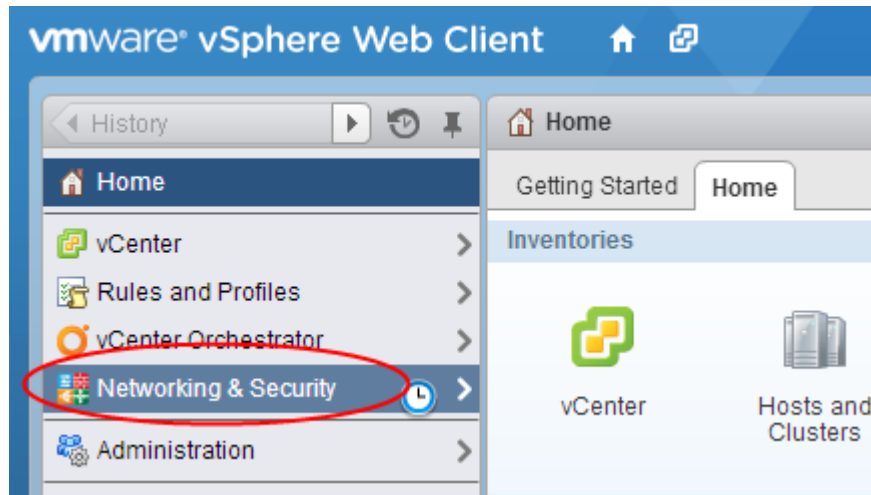 vmware® vSphere Web Client
History
Home
vCenter
Rules and Profiles
vCenter Orchestrator
Networking & Security
Administration
Home
Getting Started Home
Inventories
vCenter
Hosts and
Clusters